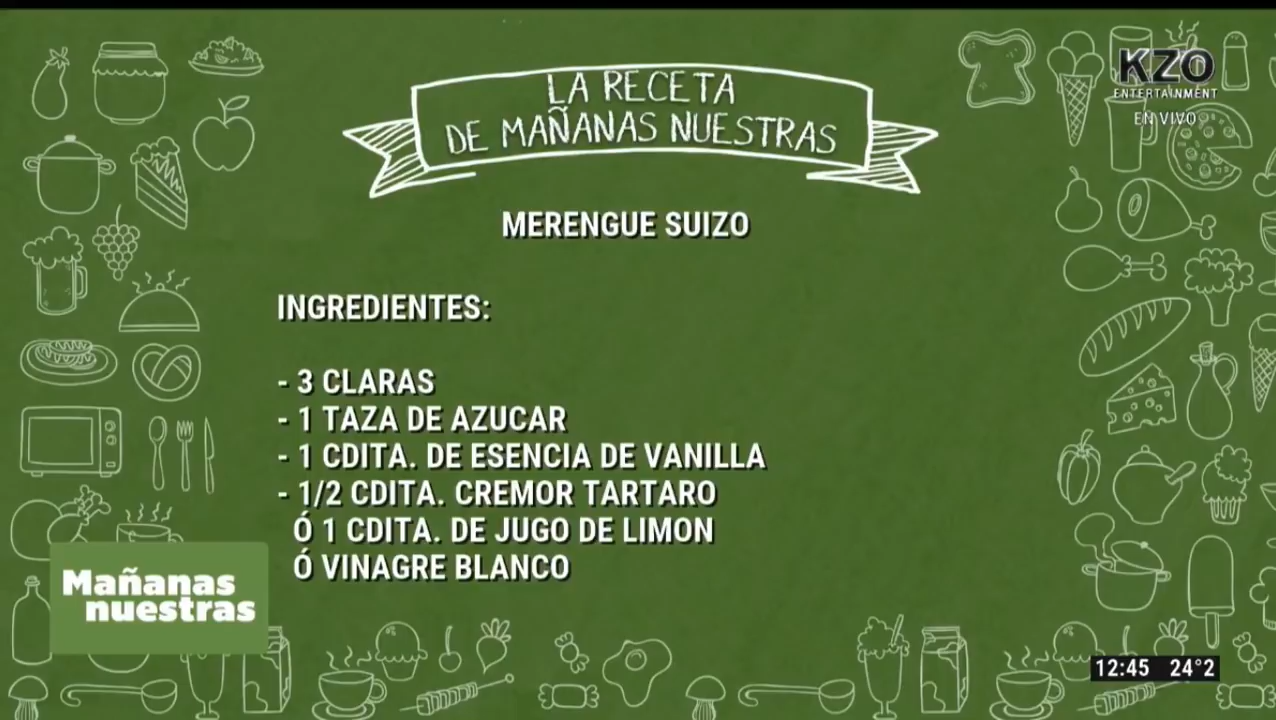 LA RECETA
DE MAÑANAS NUESTRAS
KZO
ENTERTAINMENT
EN VIVO
MERENGUE SUIZO
INGREDIENTES:
- 3 CLARAS
- 1 TAZA DE AZUCAR
- 1 CDITA. DE ESENCIA DE VANILLA
- 1/2 CDITA. CREMOR TARTARO
Ó 1 CDITA. DE JUGO DE LIMON
Ó VINAGRE BLANCO
Mañanas
nuestras
12:45 24°2